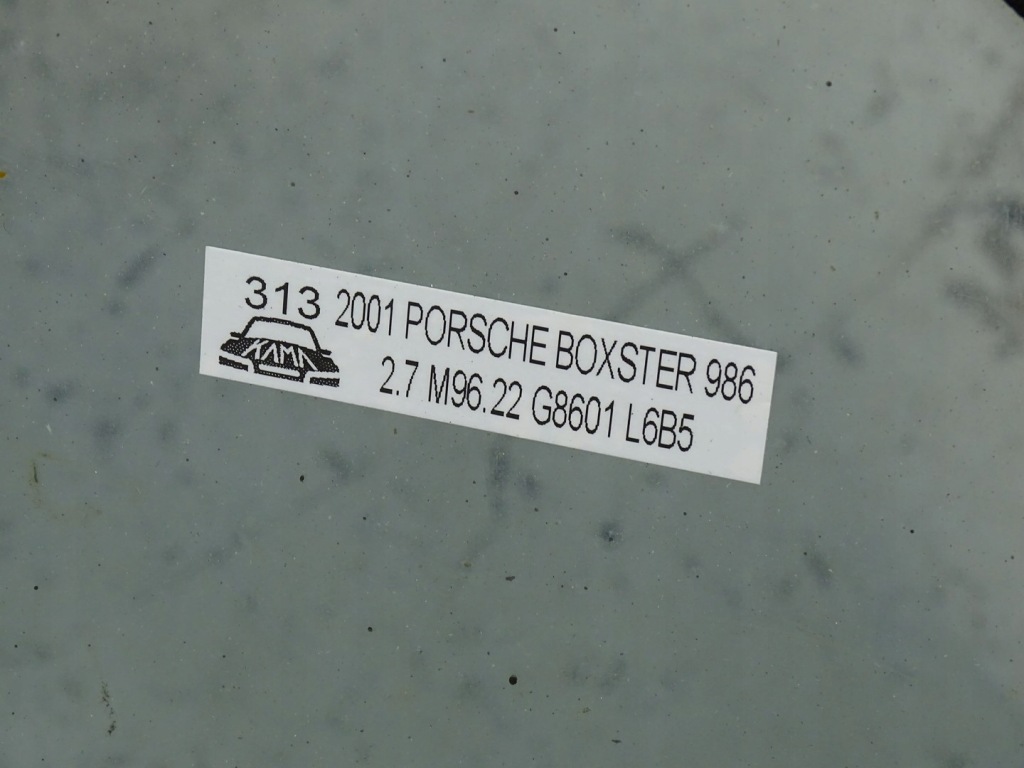 313 2001 PORSCHE BOXSTER 986
KAMA 2.7 M96.22 G8601 L6B5